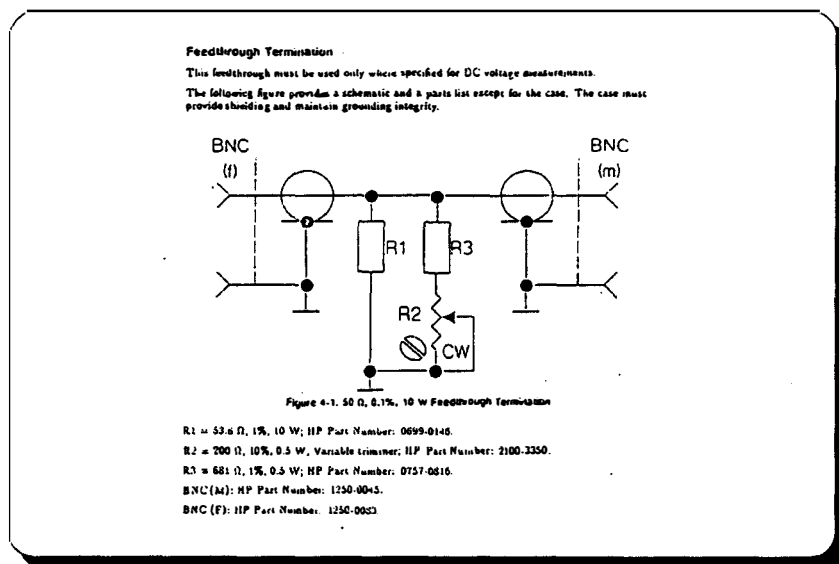 Feedthrough Termination
This feedthrough must be used only where specified for DC voltage measurements.
The following figure provides a schematic and a parts list except for the case. The case must
provide shielding and maintain grounding integrity.
BNC
(f)
BNC
(m)
R1
R3
R2
CW
Figure 4-1. 50 Ω, 0.1%, 10 W Feedthrough Termination
R1 = 53.6 Ω, 1%, 10 W; HP Part Number: 0699-0146.
R2 = 200 Ω, 10%, 0.5 W, Variable trimmer; HP Part Number: 2100-3350.
R3 = 681 Ω, 1%, 0.5 W; HP Part Number: 0757-0816.
BNC (M): HP Part Number: 1250-0045.
BNC (F): HP Part Number: 1250-0083.